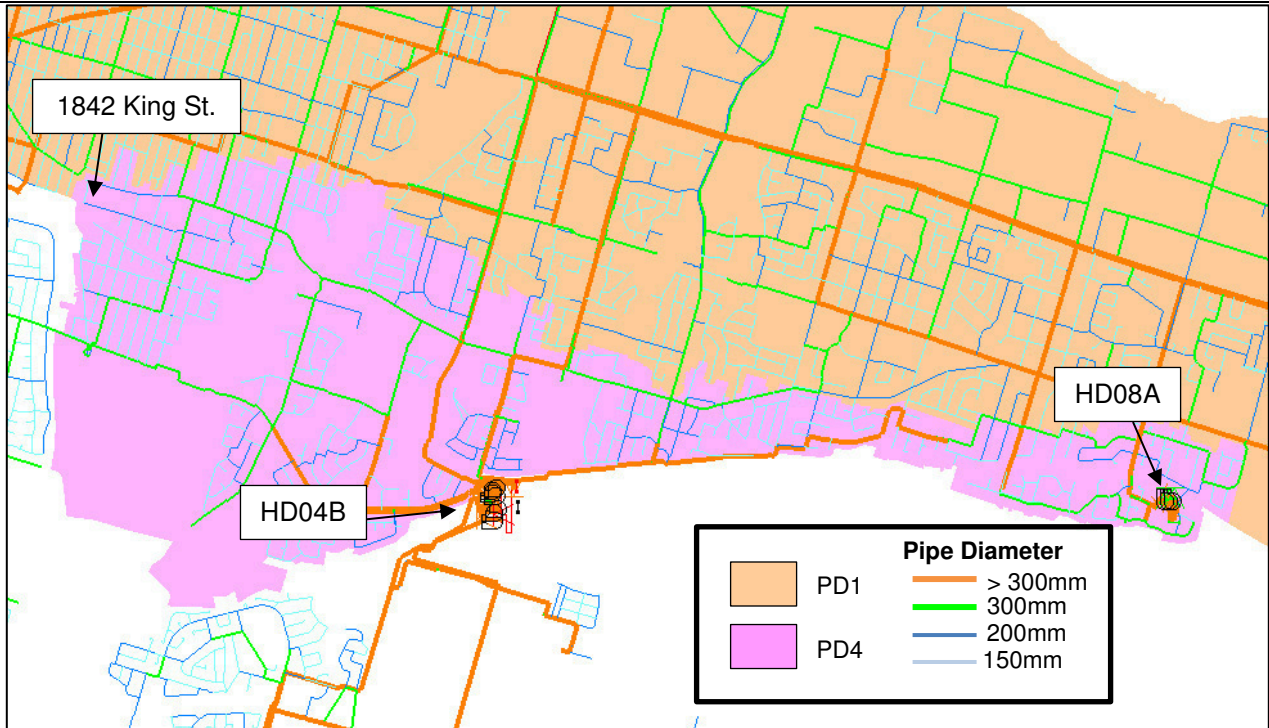 1842 King St.
HD08A
HD04B
Pipe Diameter
PD1
PD4
> 300mm
300mm
200mm
150mm